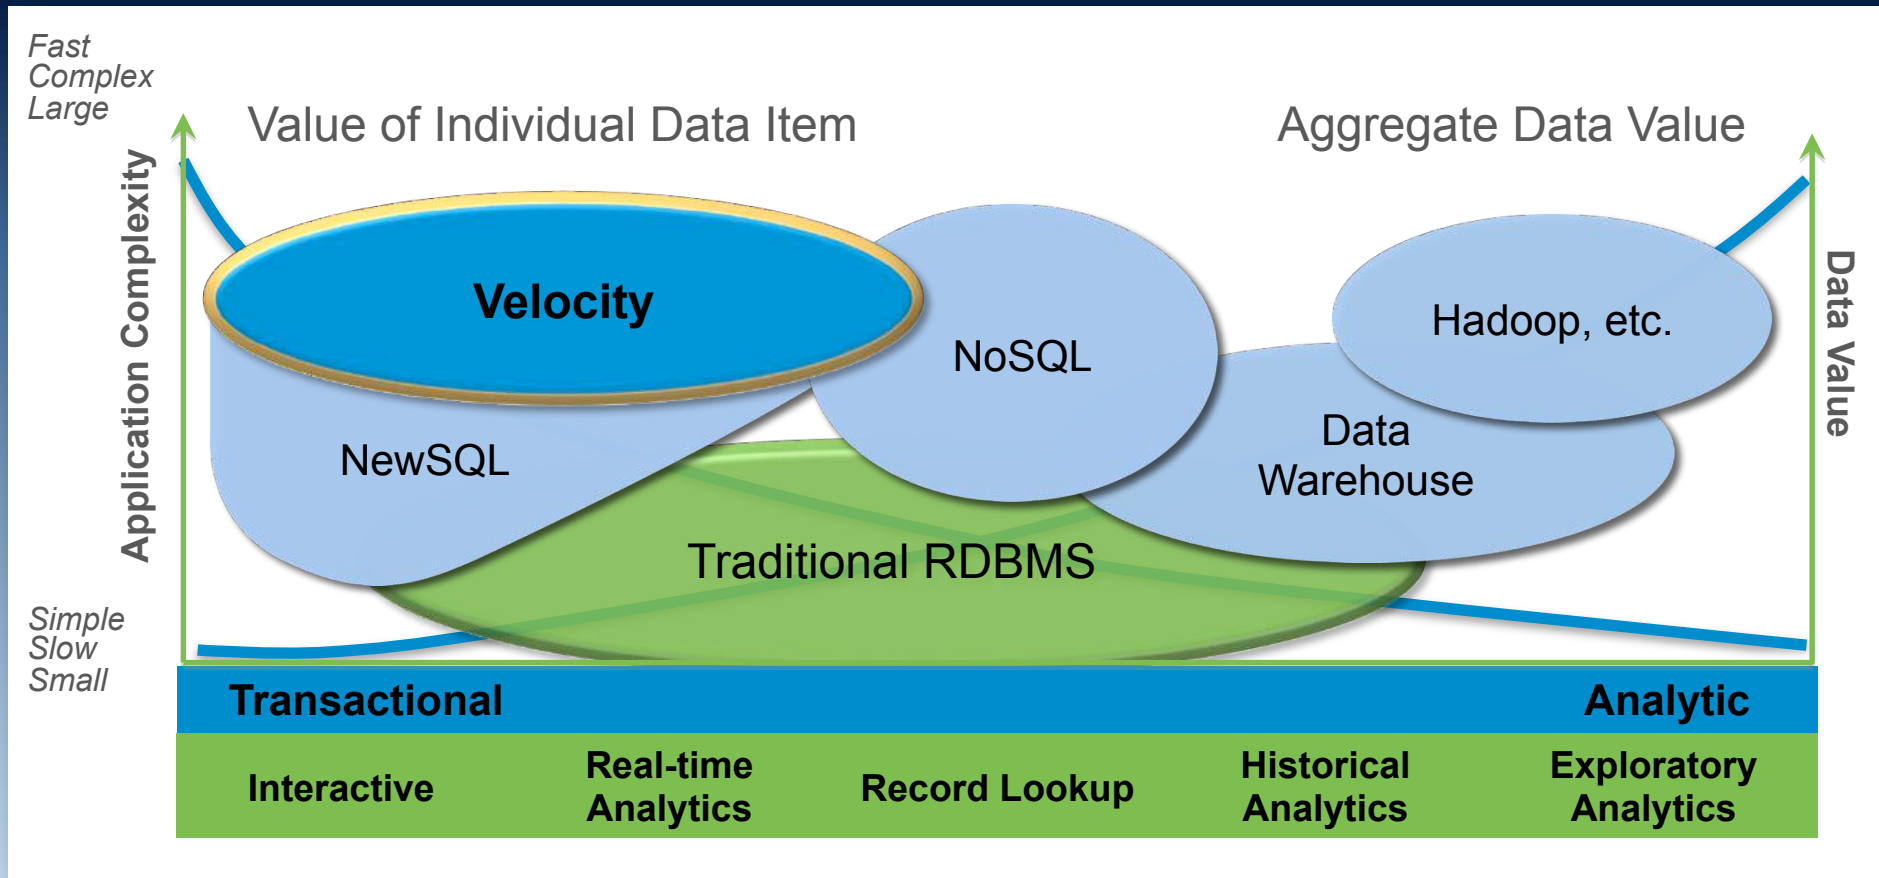 Fast
Complex
Large
Value of Individual Data Item
Aggregate Data Value
Application Complexity
Data Value
Velocity
NoSQL
Hadoop, etc.
NewSQL
Data
Warehouse
Traditional RDBMS
Simple
Slow
Small
Transactional
Analytic
Interactive
Real-time
Analytics
Record Lookup
Historical
Analytics
Exploratory
Analytics